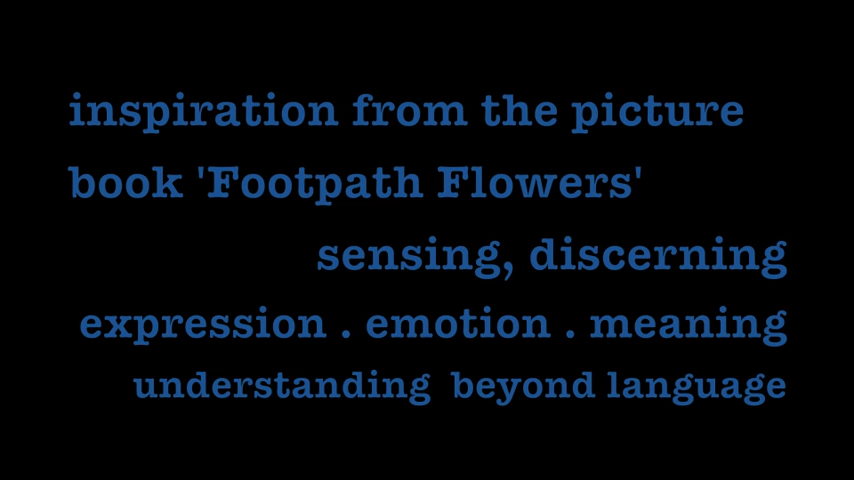 inspiration from the picture
book 'Footpath Flowers'
sensing, discerning
expression . emotion . meaning
understanding beyond language